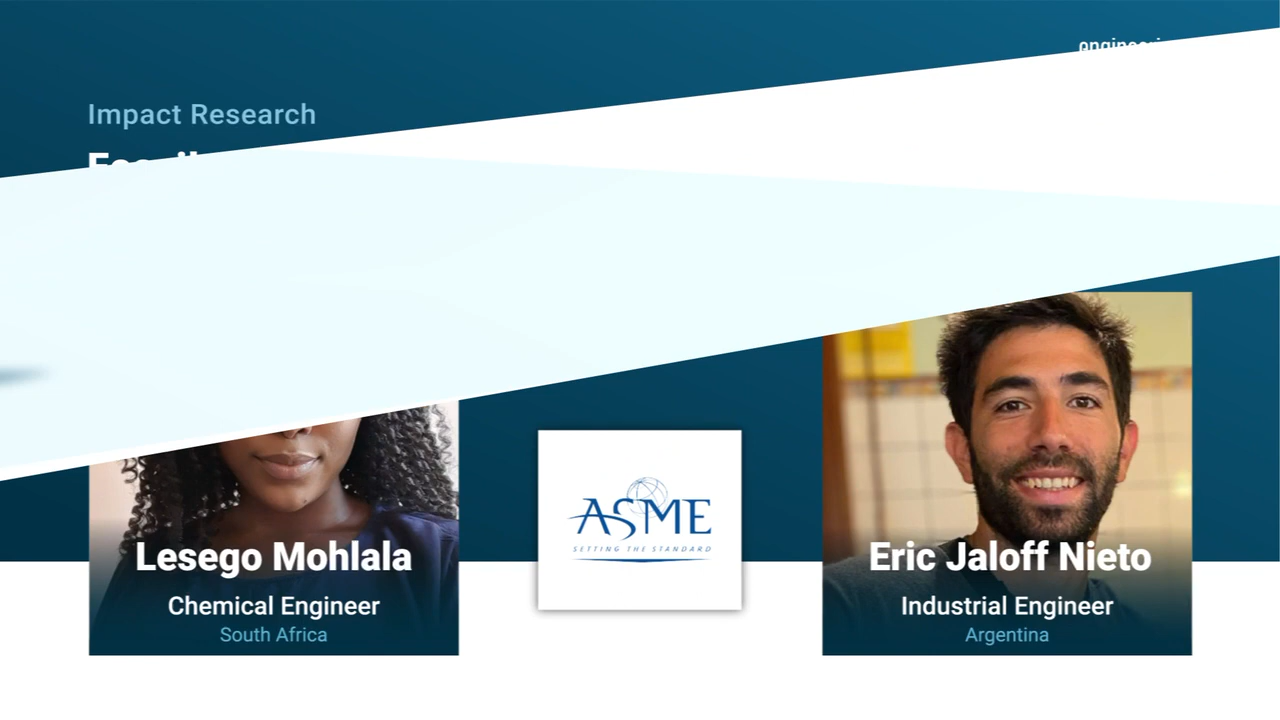 Impact Research
ASME
SETTING THE STANDARD
Lesego Mohlala
Chemical Engineer
South Africa
Eric Jaloff Nieto
Industrial Engineer
Argentina